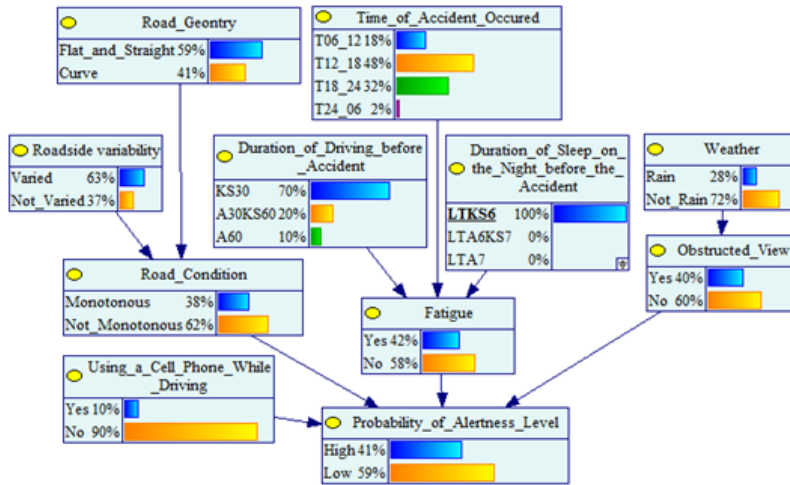 Road_Geontry
Flat_and_Straight 59%
Curve 41%
Time_of_Accident_Occured
T06_12 18%
T12_18 48%
T18_24 32%
T24_06 2%
Roadside variability
Varied 63%
Not_Varied 37%
Duration_of_Driving_before
_Accident
KS30 70%
A30KS60 20%
A60 10%
Duration_of_Sleep_on_
the_Night_before_the_
Accident
LTKS6 100%
LTA6KS7 0%
LTA7 0%
Weather
Rain 28%
Not_Rain 72%
Road_Condition
Monotonous 38%
Not_Monotonous 62%
Fatigue
Yes 42%
No 58%
Obstructed_View
Yes 40%
No 60%
Using_a_Cell_Phone_While
_Driving
Yes 10%
No 90%
Probability_of_Alertness_Level
High 41%
Low 59%